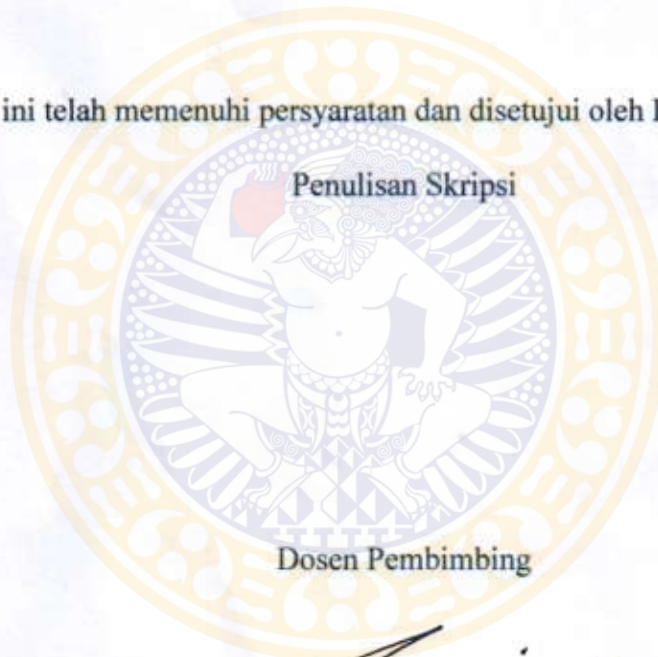 ini telah memenuhi persyaratan dan disetujui oleh
Penulisan Skripsi
Dosen Pembimbing